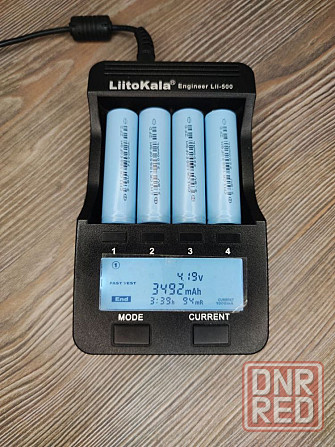 LiitoKala® Engineer Lii-500
1 2 3 4
4.19V
FAST TEST 3492mAh
End 3:39h 94mR
MODE CURRENT
DNR
RED